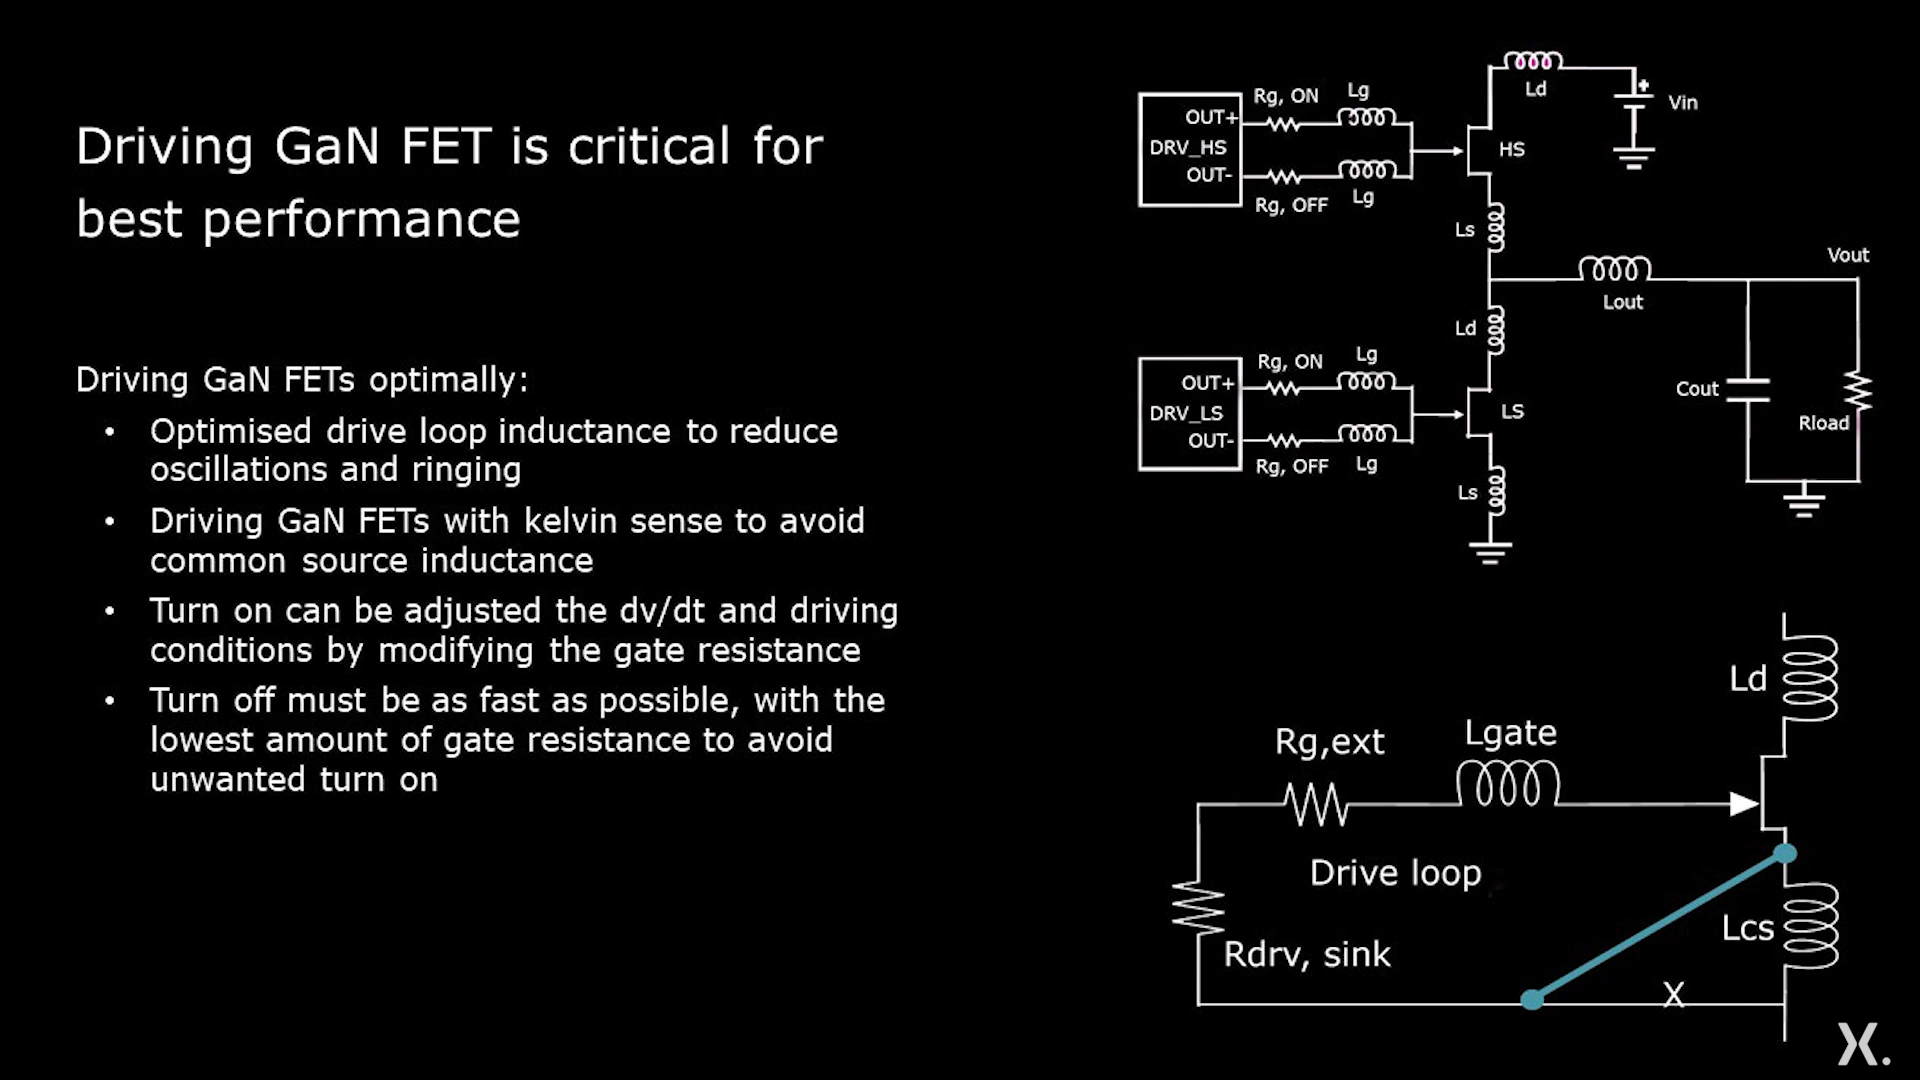 Driving GaN FET is critical for
best performance
Driving GaN FETs optimally:
• Optimised drive loop inductance to reduce
oscillations and ringing
• Driving GaN FETs with kelvin sense to avoid
common source inductance
• Turn on can be adjusted the dv/dt and driving
conditions by modifying the gate resistance
• Turn off must be as fast as possible, with the
lowest amount of gate resistance to avoid
unwanted turn on
Ld
Vin
Rg, ON
Lg
OUT+
DRV_HS
OUT-
HS
Rg, OFF
Lg
Ls
Vout
Lout
Ld
Rg, ON
Lg
OUT+
DRV_LS
OUT-
LS
Cout
Rload
Rg, OFF
Lg
Ls
Ld
Rg,ext
Lgate
Drive loop
Lcs
Rdrv, sink
X
X.